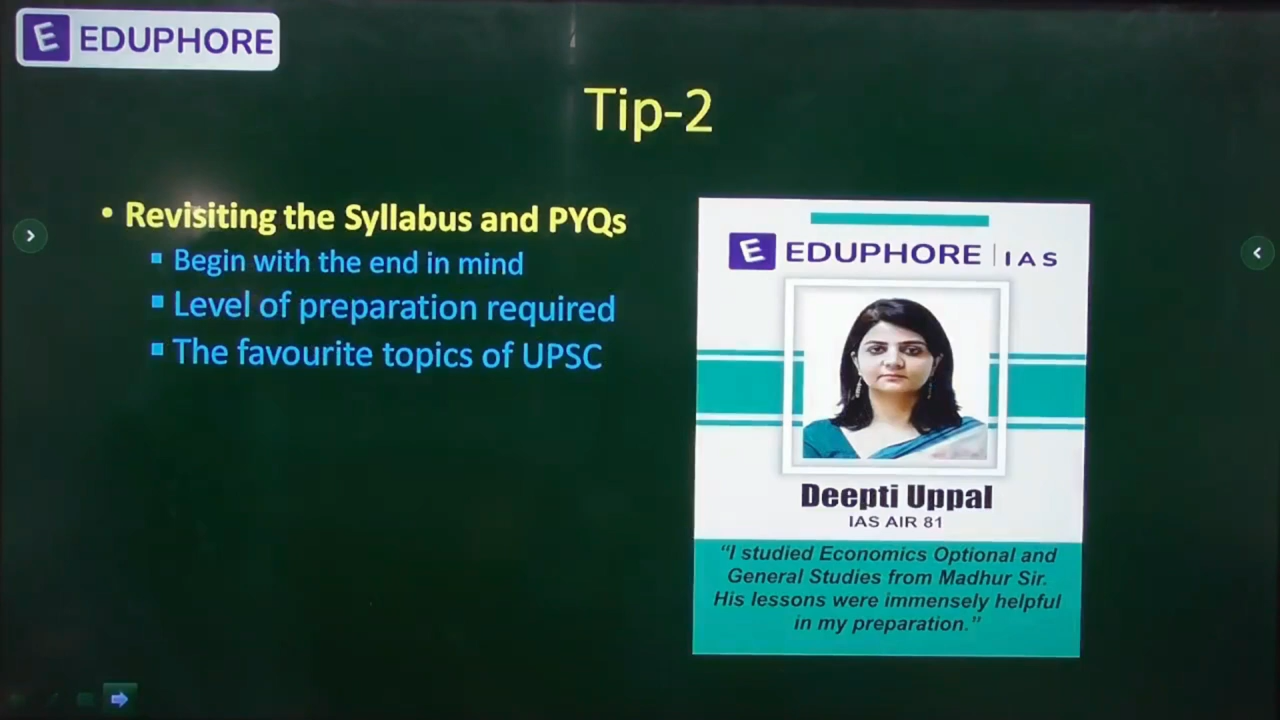 EDUPHORE
Tip-2
• Revisiting the Syllabus and PYQs
▪ Begin with the end in mind
▪ Level of preparation required
▪ The favourite topics of UPSC
EDUPHORE | IAS
Deepti Uppal
IAS AIR 81
“I studied Economics Optional and
General Studies from Madhur Sir.
His lessons were immensely helpful
in my preparation.”